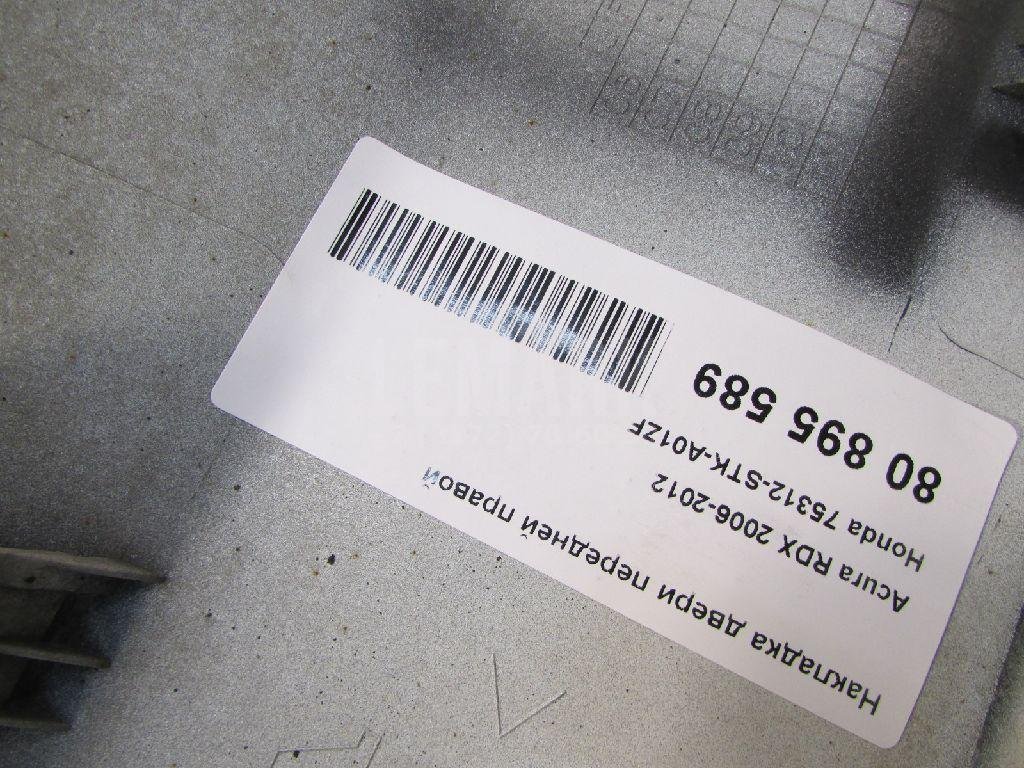 80 895 589
Honda 75312-STK-A01ZF
Acura RDX 2006-2012
Накладка двери передней правой